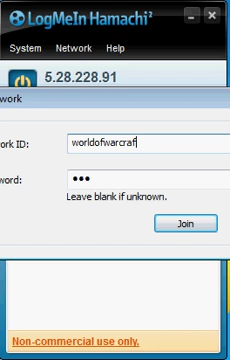 LogMeIn Hamachi²
System Network Help
5.28.228.91
work
ork ID:
worldofwarcraf
word:
•••
Leave blank if unknown.
Join
Non-commercial use only.